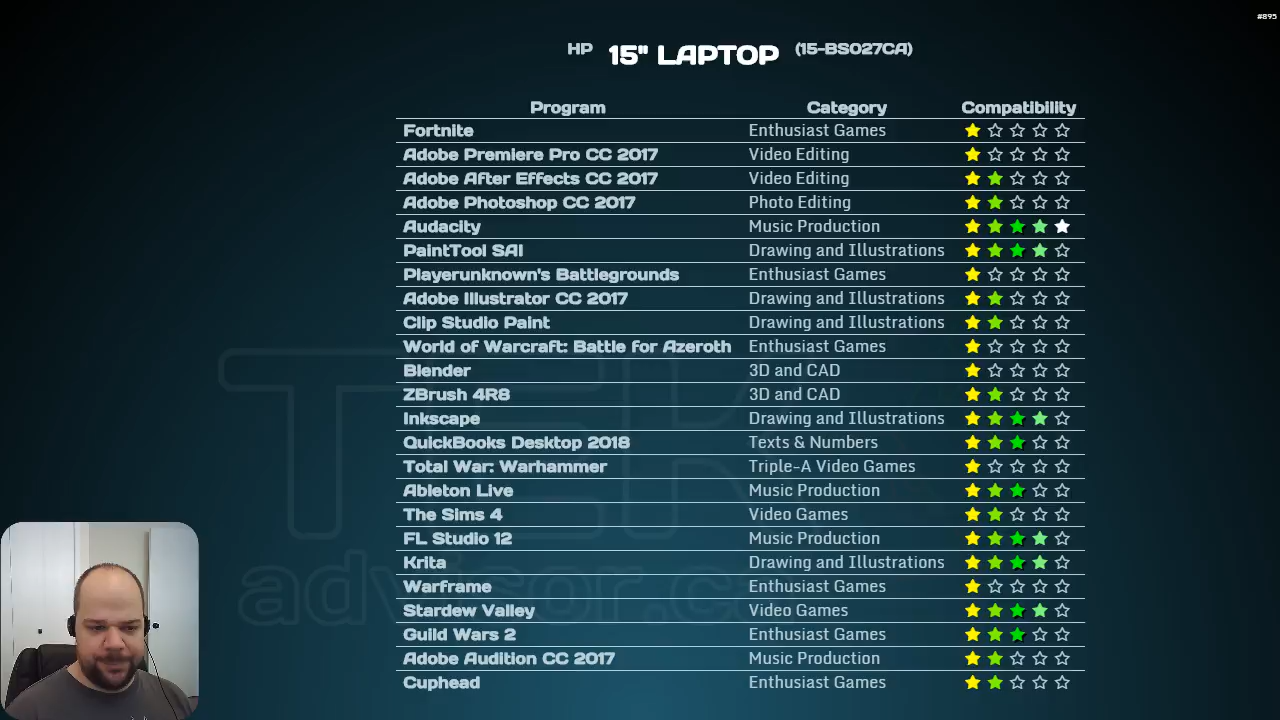 #895
HP 15" LAPTOP (15-BS027CA)
Program Category Compatibility
Fortnite Enthusiast Games
Adobe Premiere Pro CC 2017 Video Editing
Adobe After Effects CC 2017 Video Editing
Adobe Photoshop CC 2017 Photo Editing
Audacity Music Production
PaintTool SAI Drawing and Illustrations
Playerunknown's Battlegrounds Enthusiast Games
Adobe Illustrator CC 2017 Drawing and Illustrations
Clip Studio Paint Drawing and Illustrations
World of Warcraft: Battle for Azeroth Enthusiast Games
Blender 3D and CAD
ZBrush 4R8 3D and CAD
Inkscape Drawing and Illustrations
QuickBooks Desktop 2018 Texts & Numbers
Total War: Warhammer Triple-A Video Games
Ableton Live Music Production
The Sims 4 Video Games
FL Studio 12 Music Production
Krita Drawing and Illustrations
Warframe Enthusiast Games
Stardew Valley Video Games
Guild Wars 2 Enthusiast Games
Adobe Audition CC 2017 Music Production
Cuphead Enthusiast Games
advisor.ca